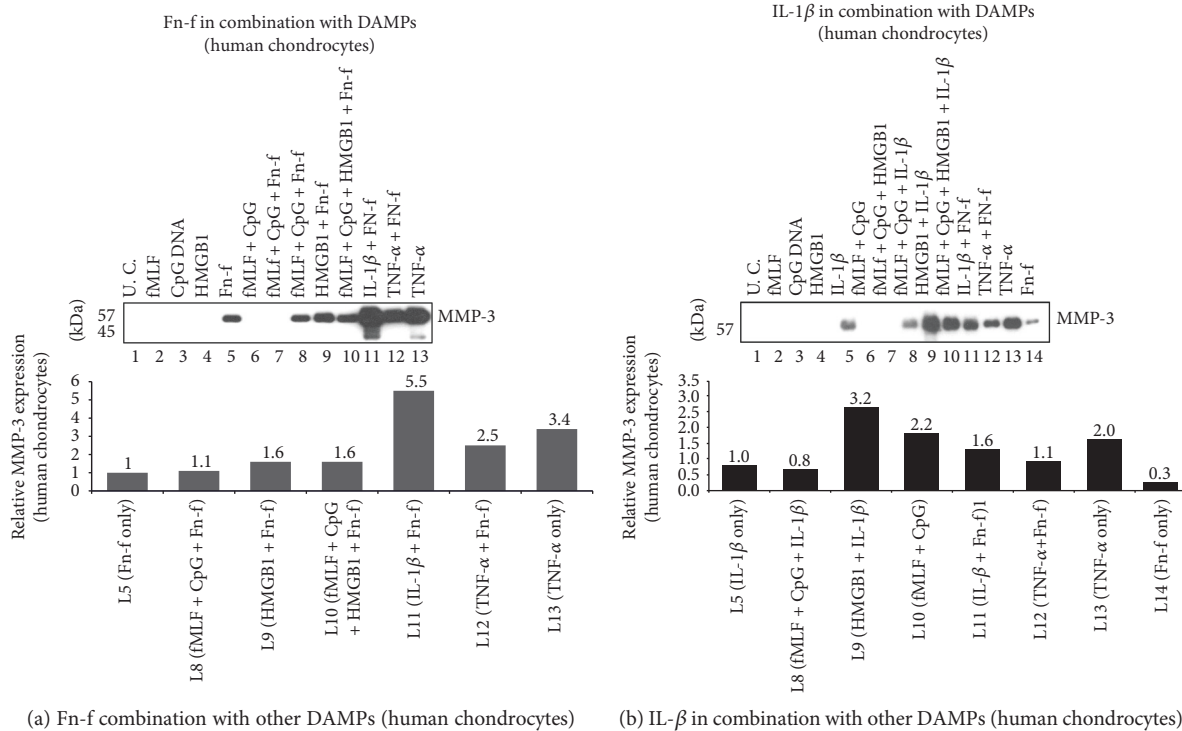 Fn-f in combination with DAMPs
(human chondrocytes)
U. C.
fMLF
CpG DNA
HMGB1
Fn-f
fMLF + CpG
fMLf + CpG + Fn-f
fMLF + CpG + Fn-f
HMGB1 + Fn-f
fMLF + CpG + HMGB1 + Fn-f
IL-1β + FN-f
TNF-α + FN-f
TNF-α
(kDa)
57
45
MMP-3
1 2 3 4 5 6 7 8 9 10 11 12 13
Relative MMP-3 expression
(human chondrocytes)
6
5
4
3
2
1
0
1
1.1
1.6
1.6
5.5
2.5
3.4
L5 (Fn-f only)
L8 (fMLF + CpG + Fn-f)
L9 (HMGB1 + Fn-f)
L10 (fMLF + CpG
+ HMGB1 + Fn-f)
L11 (IL-1β + Fn-f)
L12 (TNF-α + Fn-f)
L13 (TNF-α only)
(a) Fn-f combination with other DAMPs (human chondrocytes)
IL-1β in combination with DAMPs
(human chondrocytes)
U. C.
fMLF
CpG DNA
HMGB1
IL-1β
fMLF + CpG
fMLf + CpG + HMGB1
fMLF + CpG + IL-1β
HMGB1 + IL-1β
fMLF + CpG + HMGB1 + IL-1β
IL-1β + FN-f
TNF-α + FN-f
TNF-α
Fn-f
(kDa)
57
MMP-3
1 2 3 4 5 6 7 8 9 10 11 12 13 14
Relative MMP-3 expression
(human chondrocytes)
3.5
3.0
2.5
2.0
1.5
1.0
0.5
0.0
1.0
0.8
3.2
2.2
1.6
1.1
2.0
0.3
L5 (IL-1β only)
L8 (fMLF + CpG + IL-1β)
L9 (HMGB1 + IL-1β)
L10 (fMLF + CpG)
L11 (IL-β + Fn-f)1
L12 (TNF-α+Fn-f)
L13 (TNF-α only)
L14 (Fn-f only)
(b) IL-β in combination with other DAMPs (human chondrocytes)